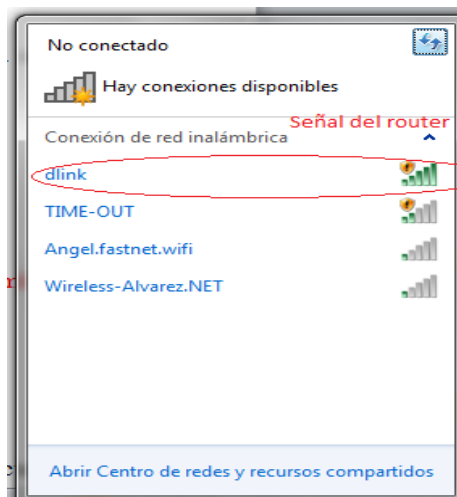 No conectado
Hay conexiones disponibles
Señal del router
Conexión de red inalámbrica
dlink
TIME-OUT
Angel.fastnet.wifi
Wireless-Alvarez.NET
Abrir Centro de redes y recursos compartidos